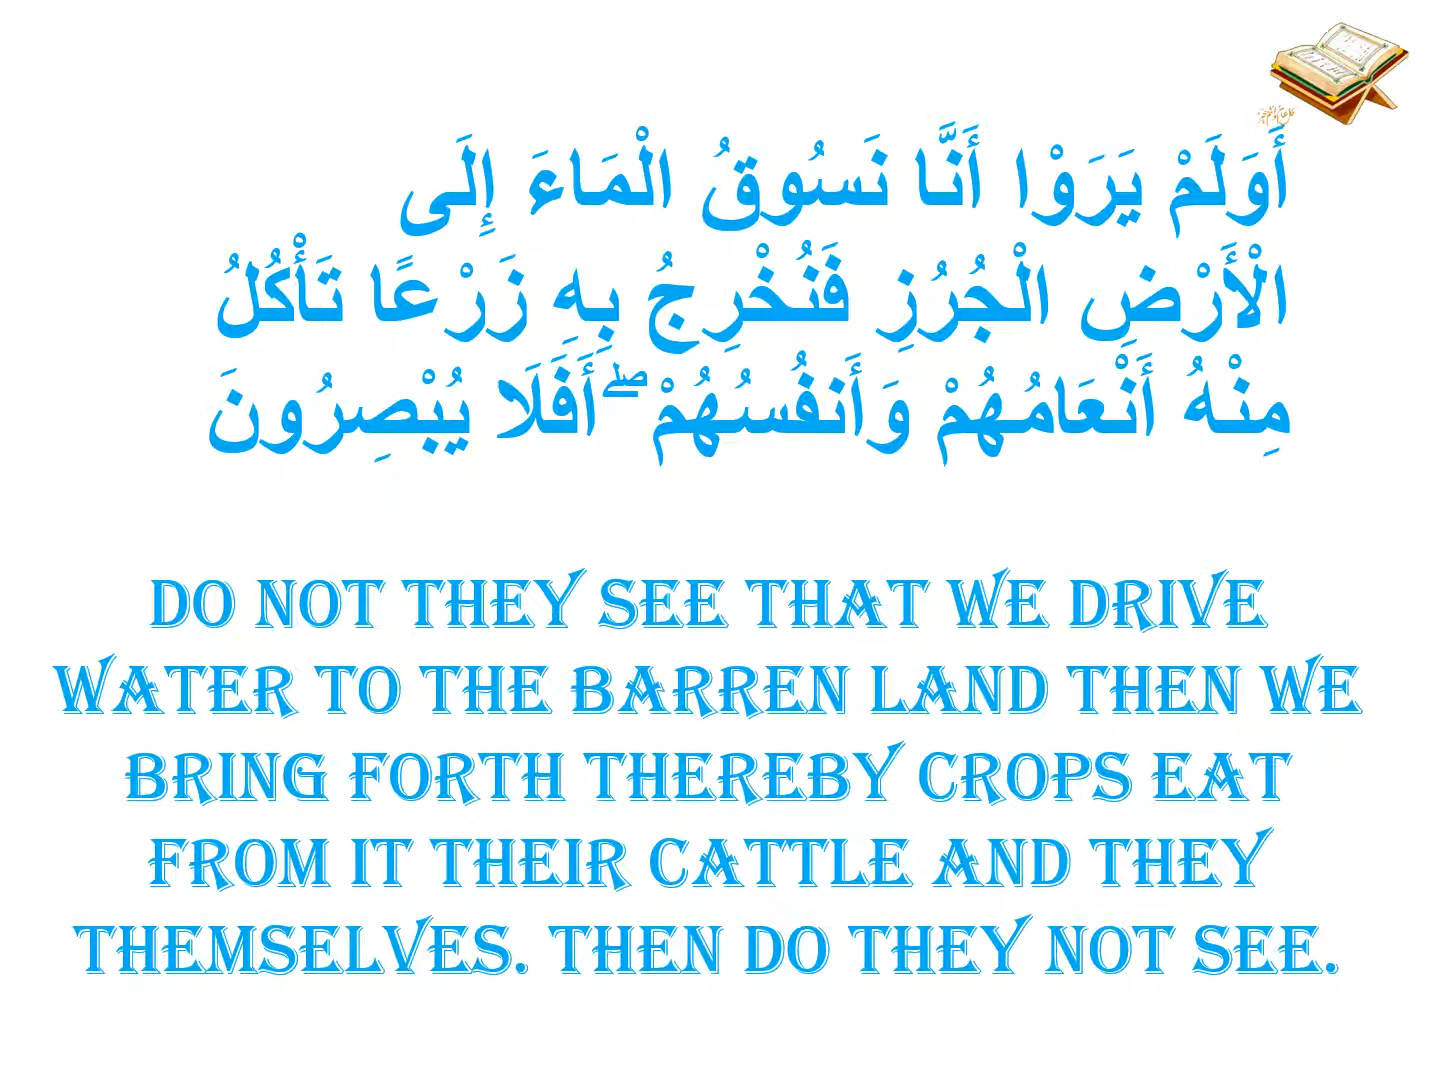 أَوَلَمْ يَرَوْا أَنَّا نَسُوقُ الْمَاءَ إِلَى
الْأَرْضِ الْجُرُزِ فَنُخْرِجُ بِهِ زَرْعًا تَأْكُلُ
مِنْهُ أَنْعَامُهُمْ وَأَنفُسُهُمْ ۖ أَفَلَا يُبْصِرُونَ
DO NOT THEY SEE THAT WE DRIVE
WATER TO THE BARREN LAND THEN WE
BRING FORTH THEREBY CROPS EAT
FROM IT THEIR CATTLE AND THEY
THEMSELVES. THEN DO THEY NOT SEE.